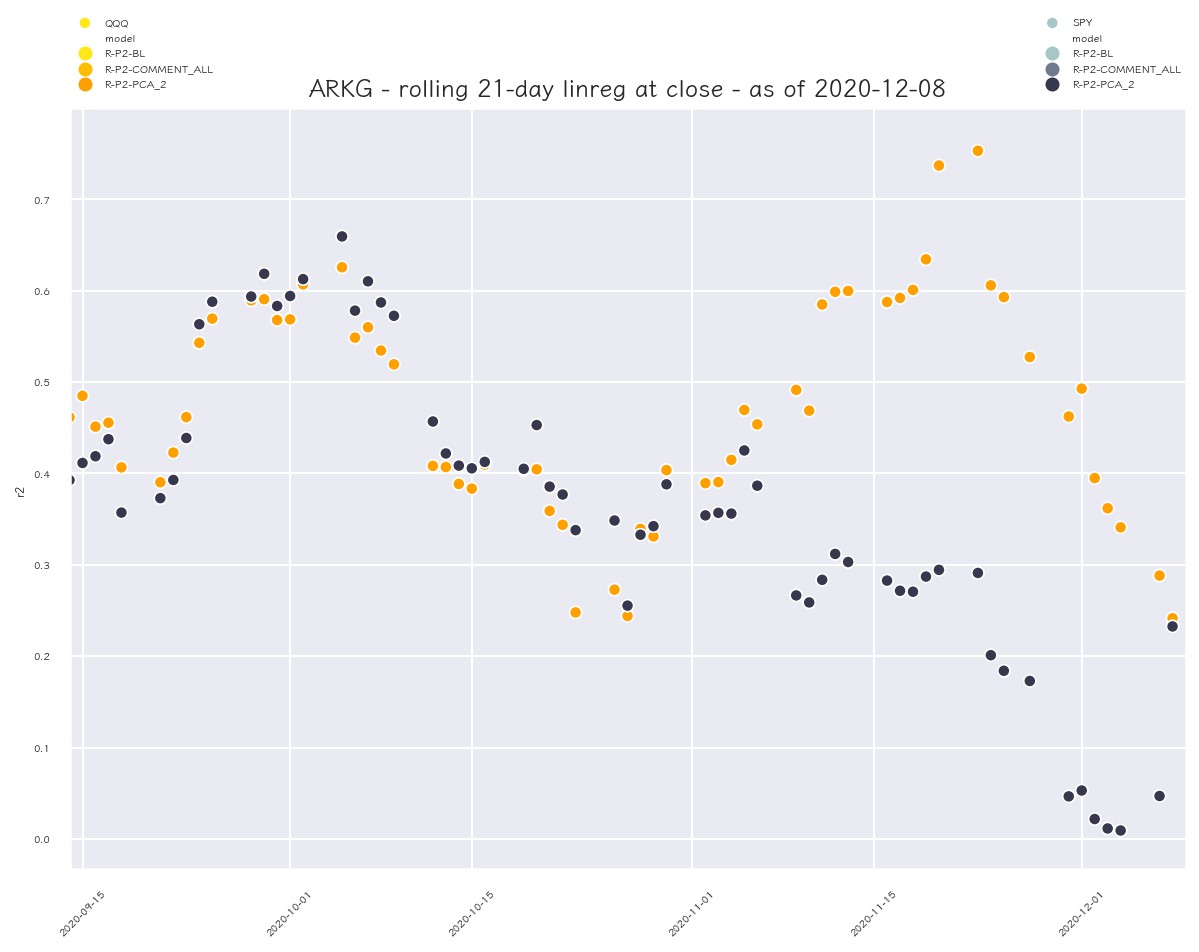 QQQ
model
R-P2-BL
R-P2-COMMENT_ALL
R-P2-PCA_2
SPY
model
R-P2-BL
R-P2-COMMENT_ALL
R-P2-PCA_2
ARKG - rolling 21-day linreg at close - as of 2020-12-08
0.7
0.6
0.5
0.4
0.3
0.2
0.1
0.0
r2
2020-09-15
2020-10-01
2020-10-15
2020-11-01
2020-11-15
2020-12-01